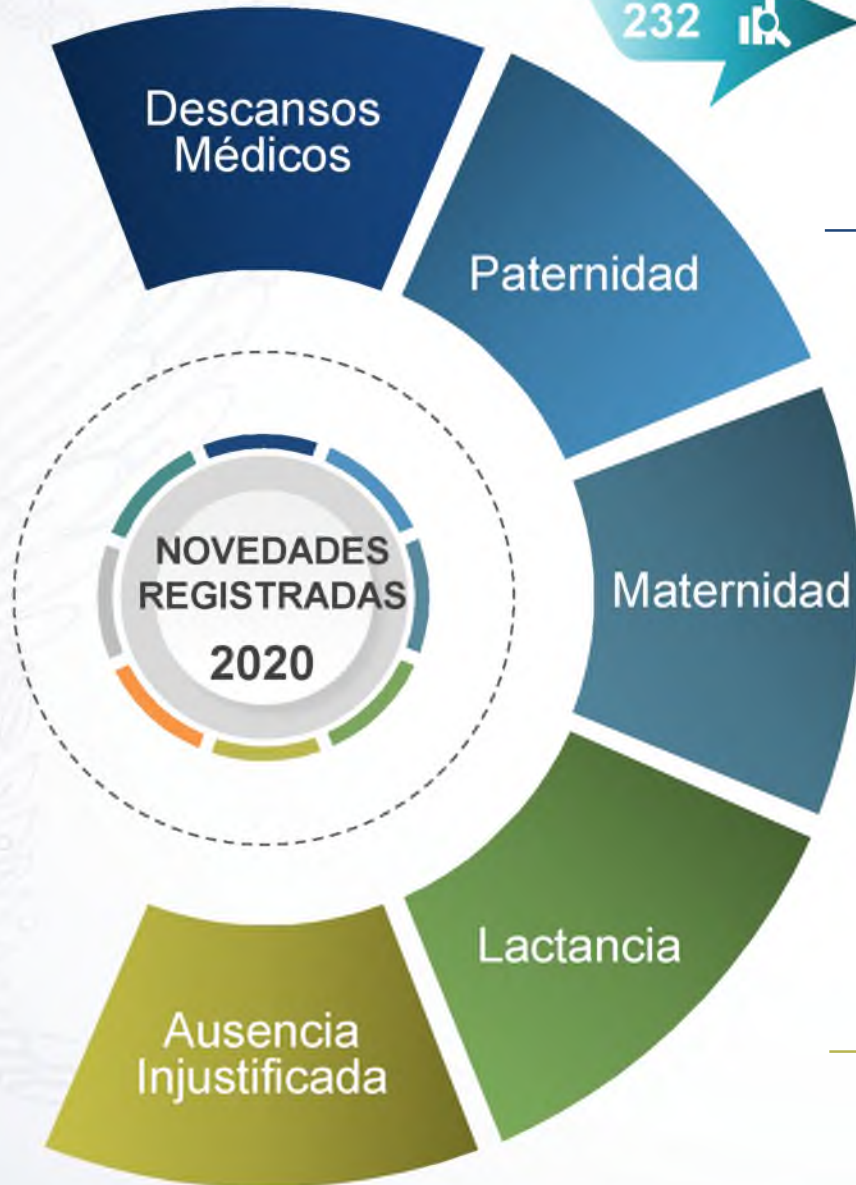 232
Descansos
Médicos
Paternidad
Maternidad
Lactancia
Ausencia
Injustificada
NOVEDADES
REGISTRADAS
2020